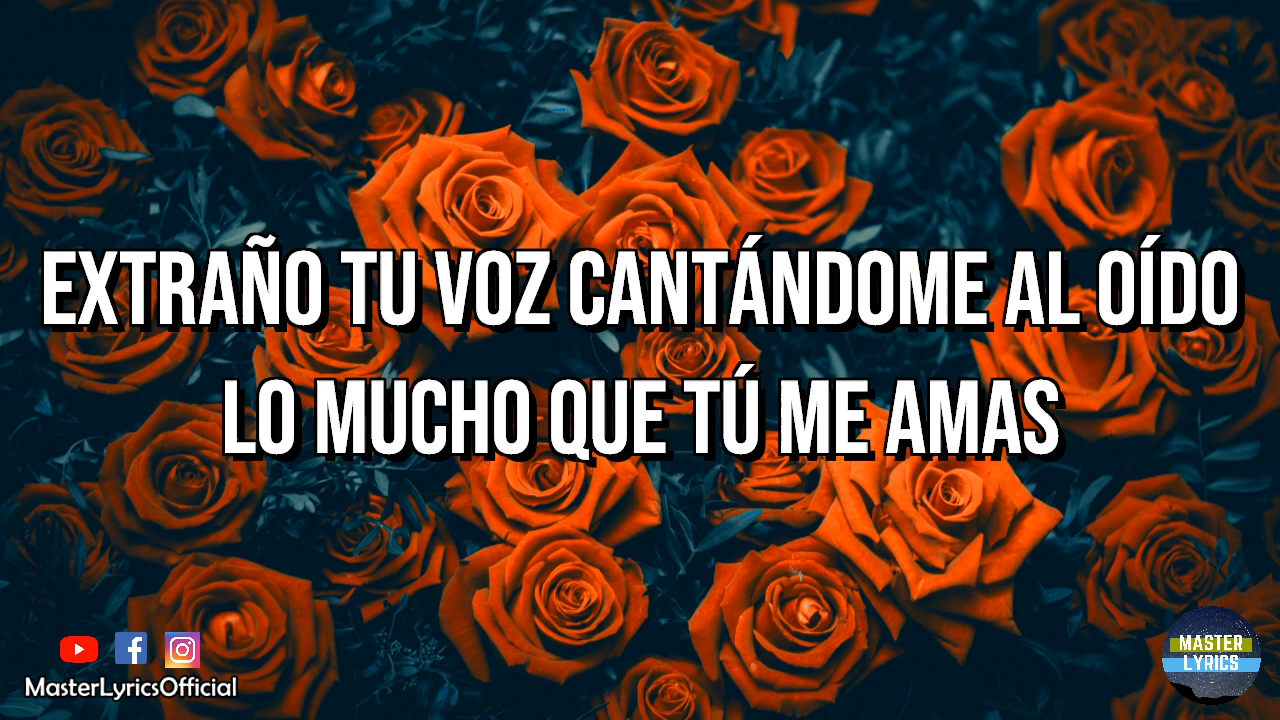 EXTRAÑO TU VOZ CANTÁNDOME AL OÍDO
LO MUCHO QUE TÚ ME AMAS
MasterLyricsOfficial
MASTER
LYRICS